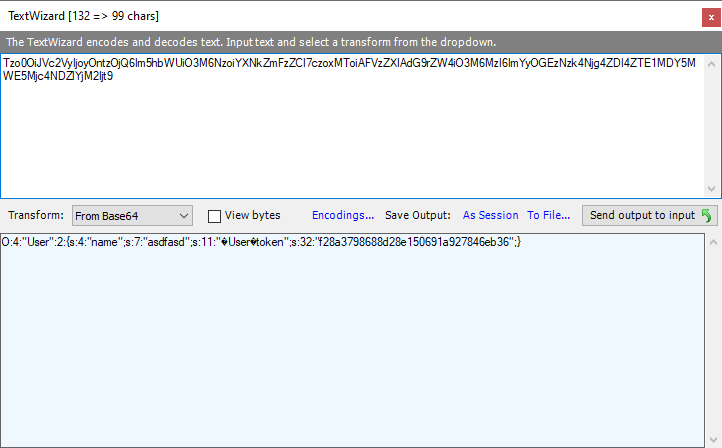 TextWizard [132 => 99 chars]
x
The TextWizard encodes and decodes text. Input text and select a transform from the dropdown.
Tzo0OiJVc2VyIjoyOntzOjQ6Im5hbWUiO3M6NzoiYXNkZmFzZCI7czoxMToiAFVzZXIAdG9rZW4iO3M6MzI6ImYyOGEzNzk4Njg4ZDI4ZTE1MDY5M
WE5Mjc4NDZlYjM2Ijt9
Transform: From Base64 View bytes Encodings... Save Output: As Session To File... Send output to input
O:4:"User":2:{s:4:"name";s:7:"asdfasd";s:11:"�User�token";s:32:"f28a3798688d28e150691a927846eb36";}